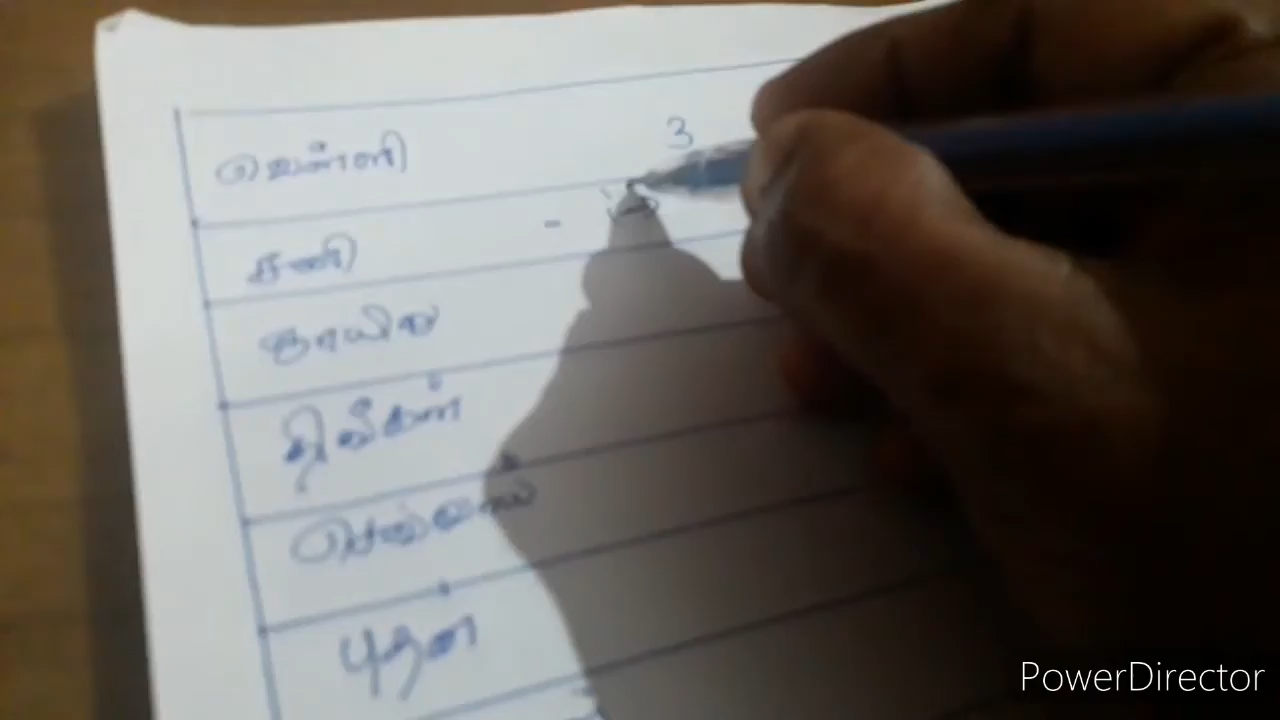 வெள்ளி 3
சனி -
ஞாயிறு
திங்கள்
செவ்வாய்
புதன்
PowerDirector